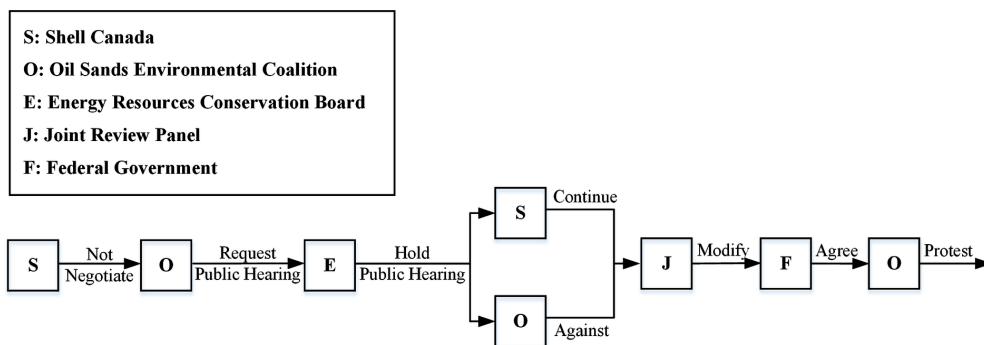 S: Shell Canada
O: Oil Sands Environmental Coalition
E: Energy Resources Conservation Board
J: Joint Review Panel
F: Federal Government
S
Not
Negotiate
O
Request
Public Hearing
E
Hold
Public Hearing
S
Continue
O
Against
J
Modify
F
Agree
O
Protest